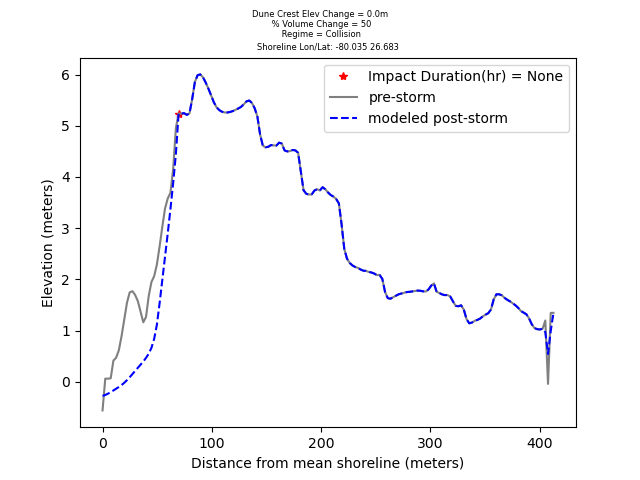 Dune Crest Elev Change = 0.0m
% Volume Change = 50
Regime = Collision
Shoreline Lon/Lat: -80.035 26.683
Impact Duration(hr) = None
pre-storm
modeled post-storm
6
5
4
3
2
1
0
Elevation (meters)
0 100 200 300 400
Distance from mean shoreline (meters)